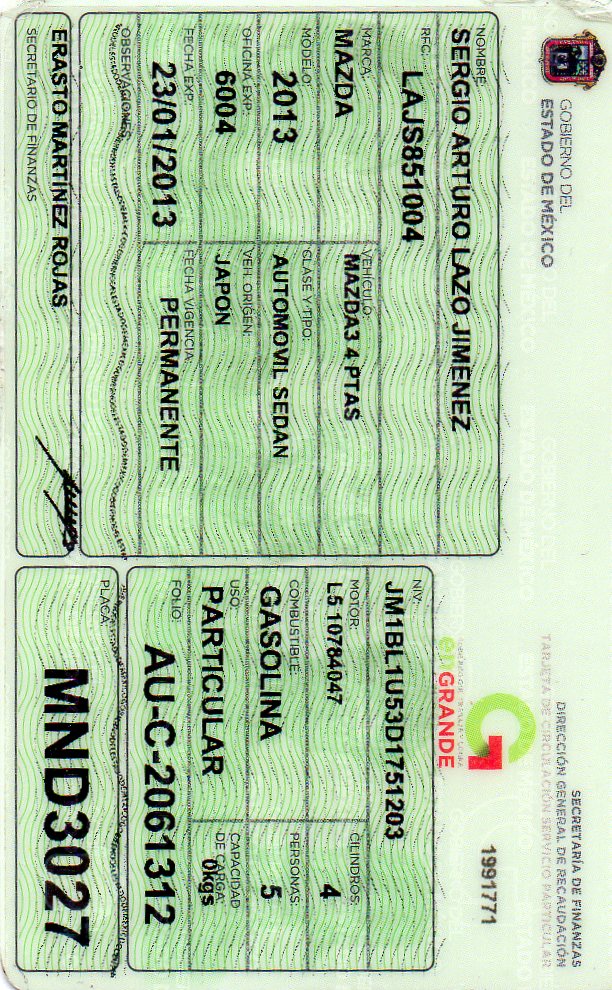 GOBIERNO DEL
ESTADO DE MÉXICO
SECRETARÍA DE FINANZAS
DIRECCIÓN GENERAL DE RECAUDACIÓN
TARJETA DE CIRCULACIÓN SERVICIO PARTICULAR
1991771
GRANDE
NOMBRE
SERGIO ARTURO LAZO JIMENEZ
RFC:
LAJS851004
MARCA:
MAZDA
VEHÍCULO:
MAZDA3 4 PTAS
MODELO:
2013
CLASE Y TIPO:
AUTOMOVIL SEDAN
OFICINA EXP:
6004
VEH. ORIGEN:
JAPON
FECHA EXP:
23/01/2013
FECHA VIGENCIA:
PERMANENTE
OBSERVACIONES:
ERASTO MARTINEZ ROJAS
SECRETARIO DE FINANZAS
NIV:
JM1BL1U53D1751203
MOTOR:
L5 10784047
CILINDROS:
4
COMBUSTIBLE:
GASOLINA
PERSONAS:
5
USO:
PARTICULAR
CAPACIDAD
DE CARGA:
0kgs
FOLIO:
AU-C-2061312
PLACA:
MND3027